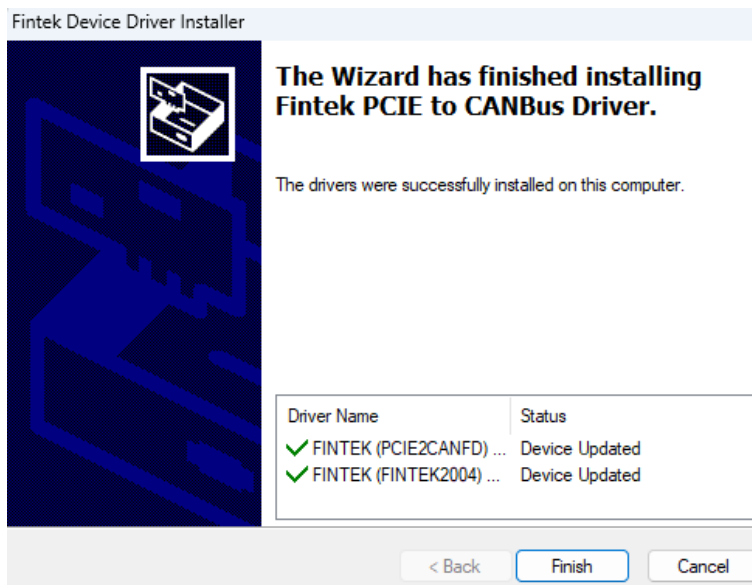 Fintek Device Driver Installer
The Wizard has finished installing
Fintek PCIE to CANBus Driver.
The drivers were successfully installed on this computer.
Driver Name Status
FINTEK (PCIE2CANFD) ... Device Updated
FINTEK (FINTEK2004) ... Device Updated
< Back Finish Cancel